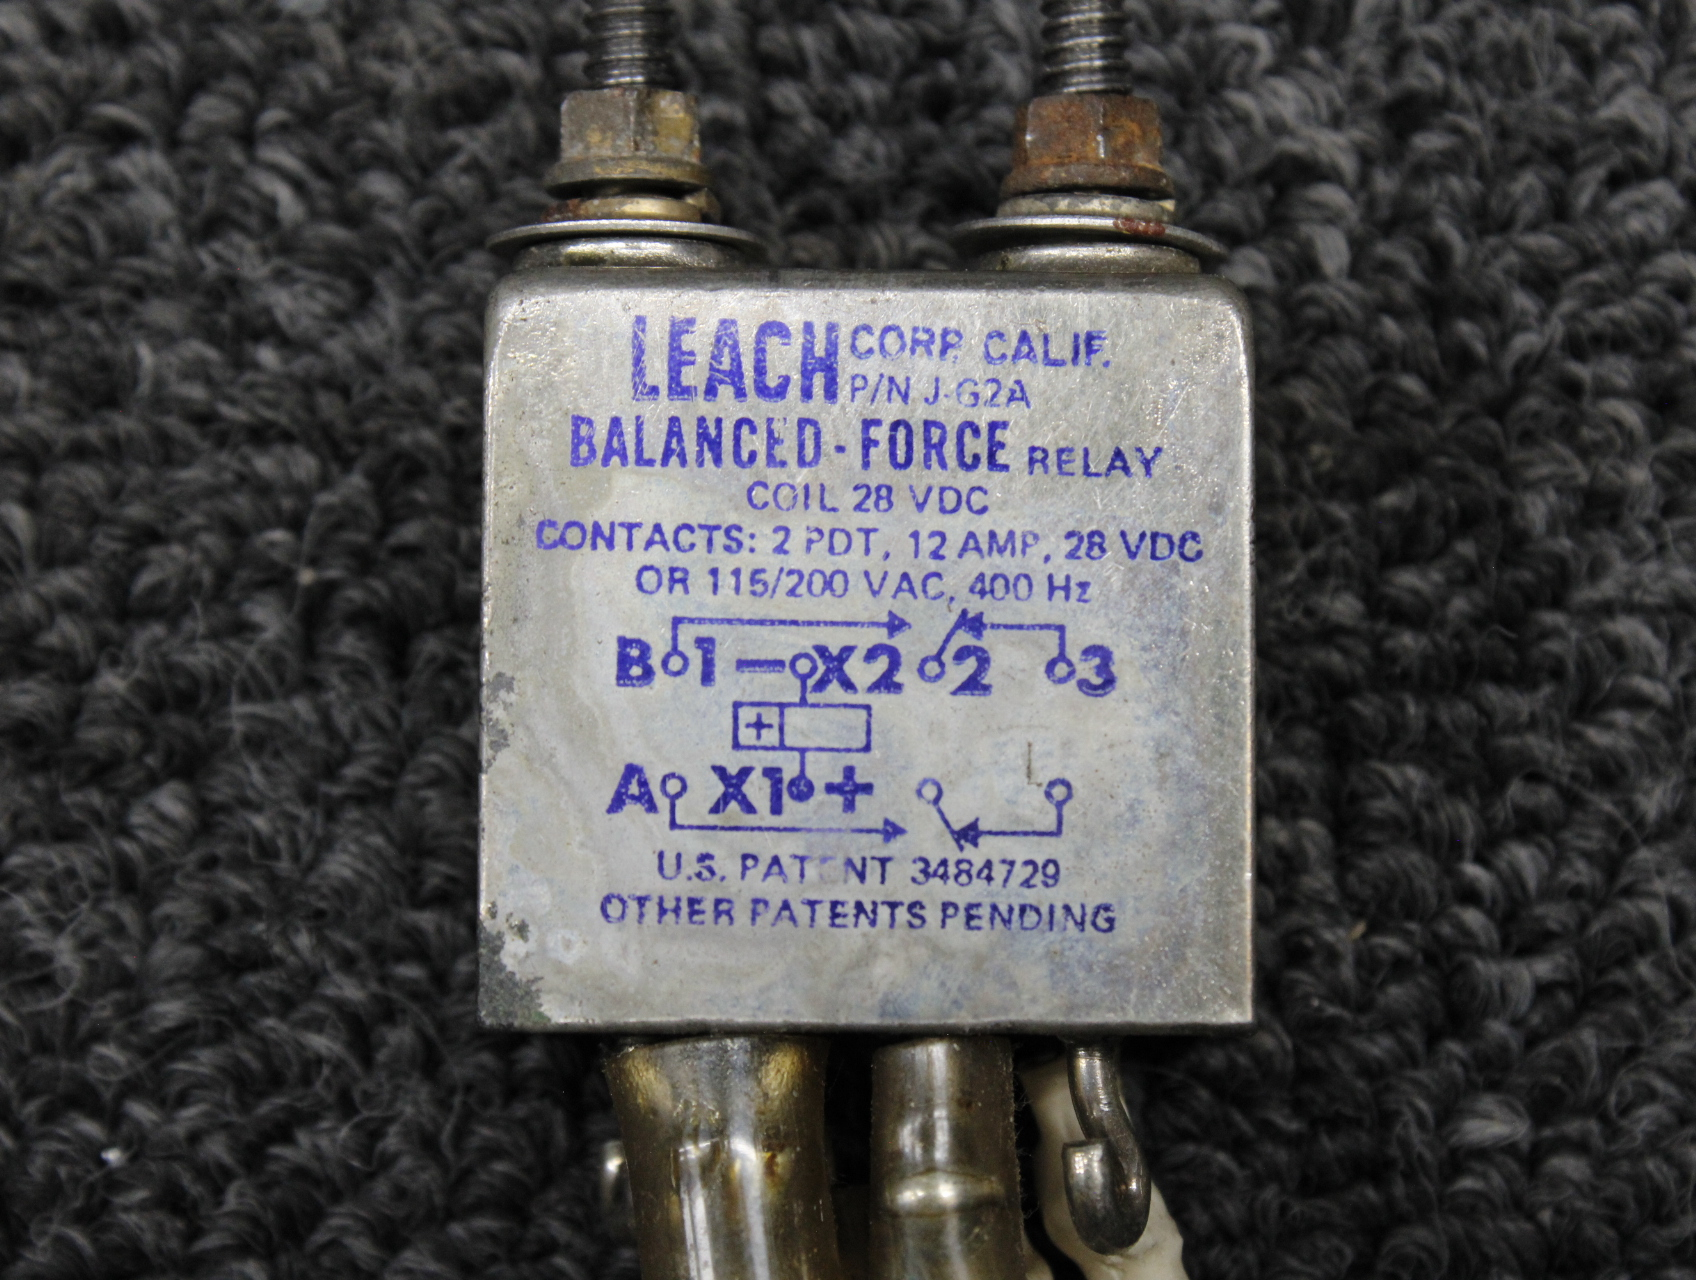 LEACH CORP. CALIF.
P/N J-G2A
BALANCED-FORCE RELAY
COIL 28 VDC
CONTACTS: 2 PDT, 12 AMP, 28 VDC
OR 115/200 VAC, 400 Hz
B 1 – X2 2 3
+
A X1 +
U.S. PATENT 3484729
OTHER PATENTS PENDING